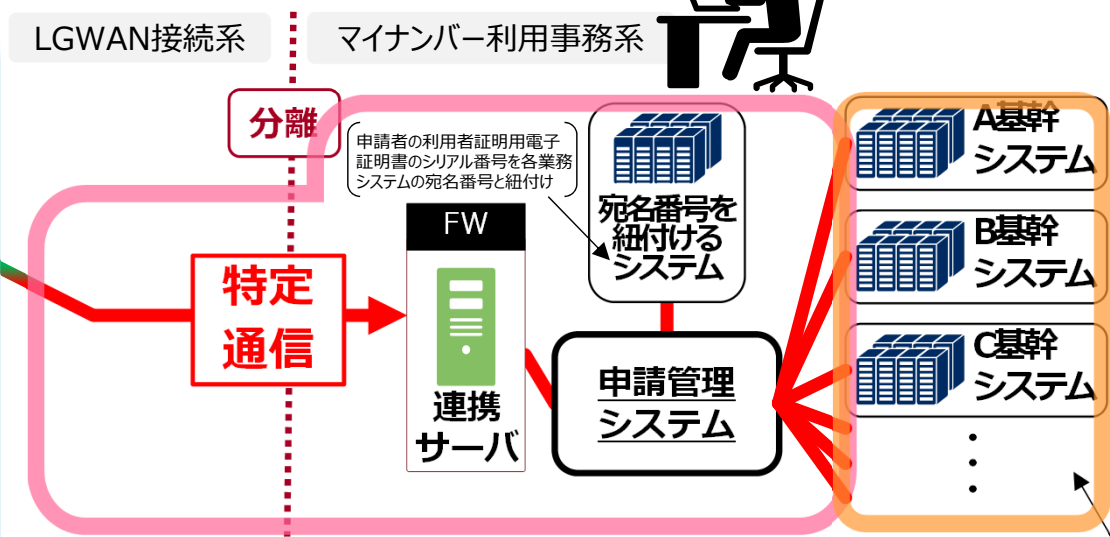 LGWAN接続系
マイナンバー利用事務系
分離
申請者の利用者証明用電子
証明書のシリアル番号を各業務
システムの宛名番号と紐付け
宛名番号を
紐付ける
システム
FW
特定
通信
連携
サーバ
申請管理
システム
A基幹
システム
B基幹
システム
C基幹
システム
・
・
・